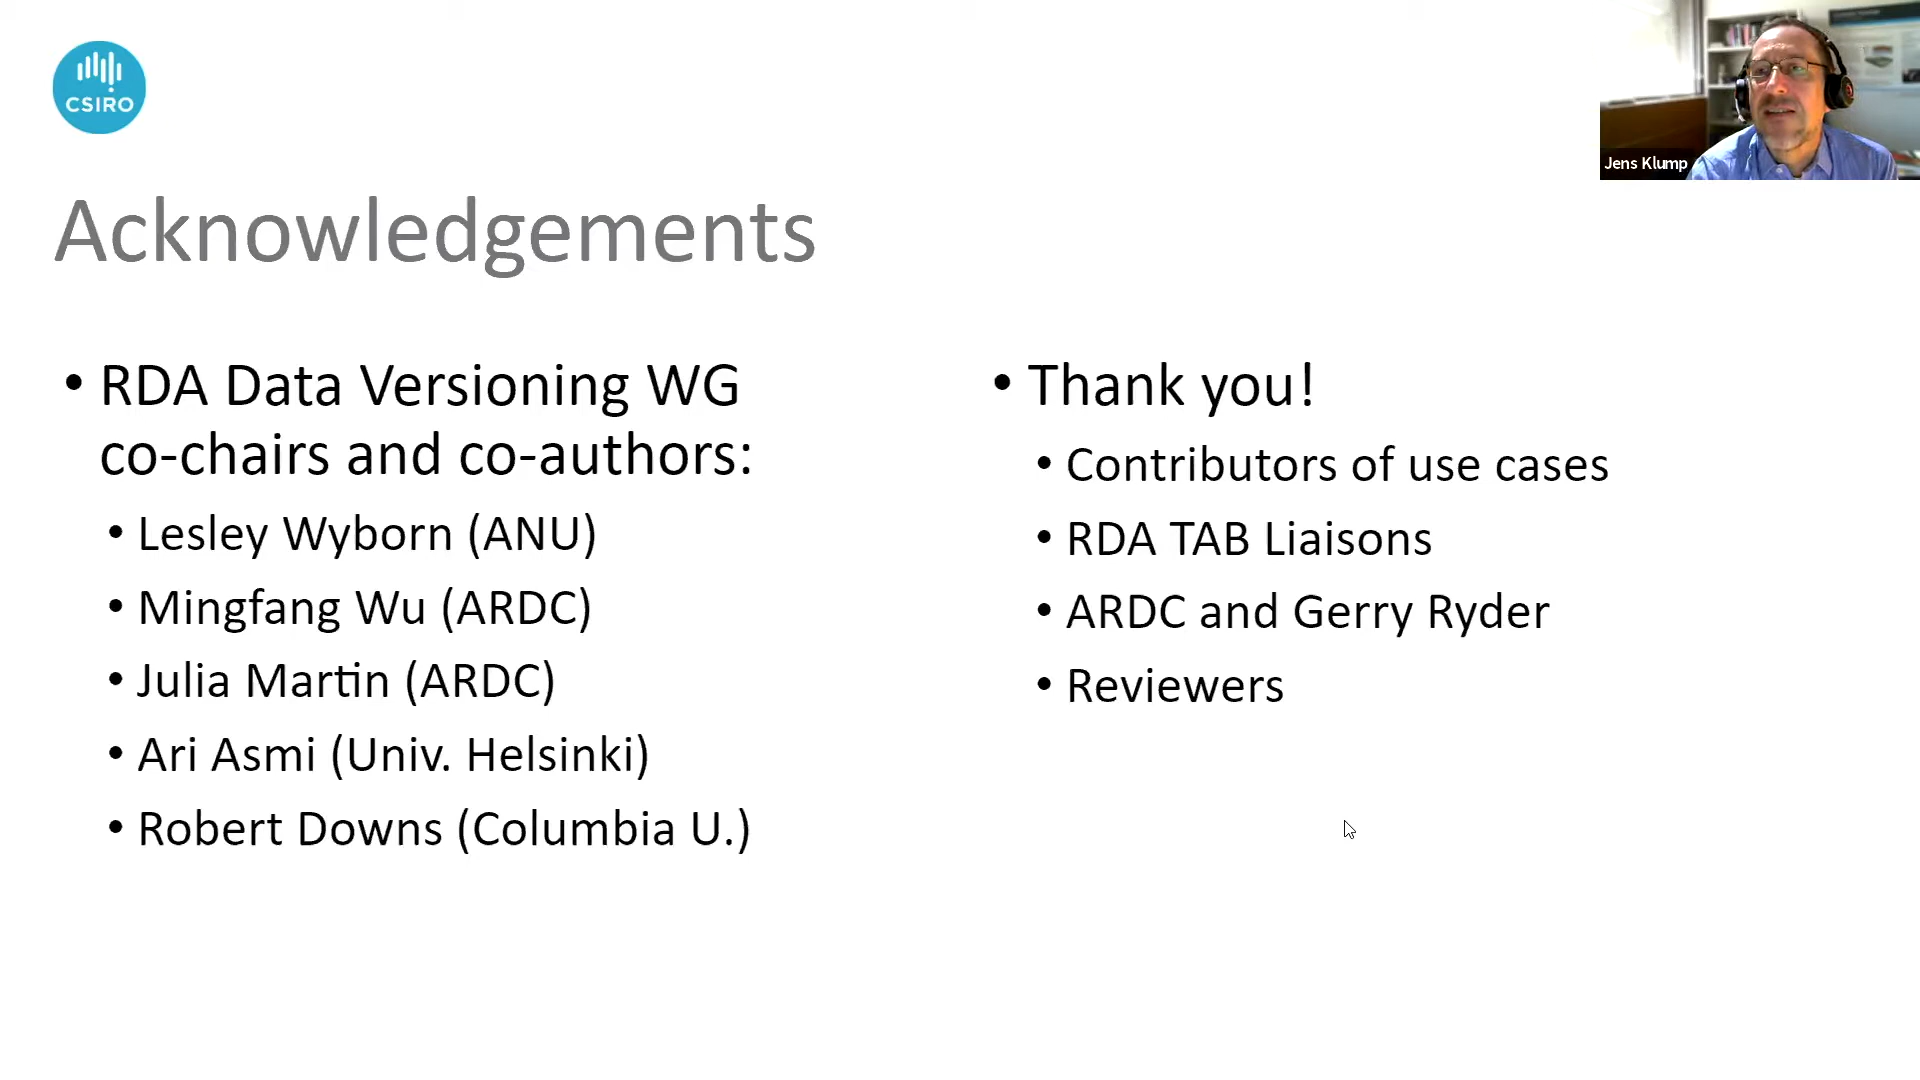 CSIRO
Jens Klump
Acknowledgements
• RDA Data Versioning WG
co-chairs and co-authors:
• Lesley Wyborn (ANU)
• Mingfang Wu (ARDC)
• Julia Martin (ARDC)
• Ari Asmi (Univ. Helsinki)
• Robert Downs (Columbia U.)
• Thank you!
• Contributors of use cases
• RDA TAB Liaisons
• ARDC and Gerry Ryder
• Reviewers